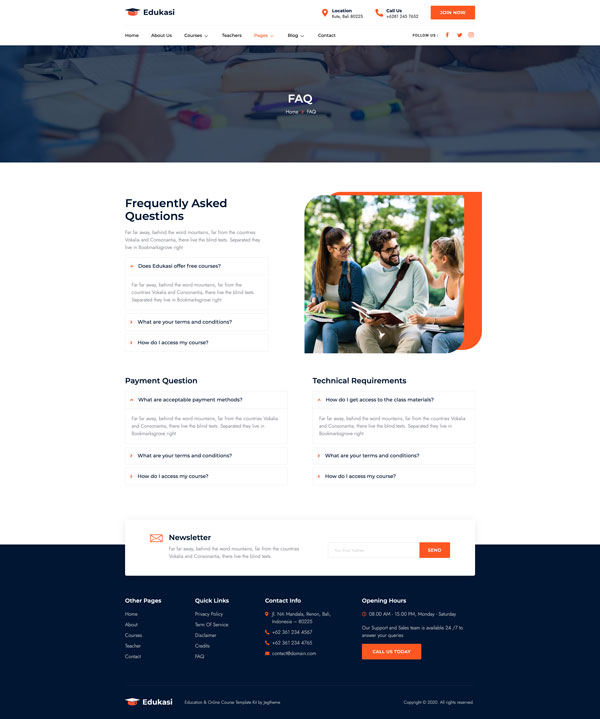 Edukasi
Location
Kuta, Bali 80225
Call Us
+6281 245 7652
JOIN NOW
Home
About Us
Courses
Teachers
Pages
Blog
Contact
FOLLOW US :
FAQ
Home
FAQ
Frequently Asked
Questions
Far far away, behind the word mountains, far from the countries
Vokalia and Consonantia, there live the blind texts. Separated they
live in Bookmarksgrove right
Does Edukasi offer free courses?
Far far away, behind the word mountains, far from the
countries Vokalia and Consonantia, there live the blind texts
Separated they live in Bookmarksgrove right
What are your terms and conditions?
How do I access my course?
Payment Question
What are acceptable payment methods?
Far far away, behind the word mountains, far from the countries Vokalia
and Consonantia, there live the blind texts. Separated they live in
Bookmarksgrove right
What are your terms and conditions?
How do I access my course?
Technical Requirements
How do I get access to the class materials?
Far far away, behind the word mountains, far from the countries Vokalia
and Consonantia, there live the blind texts. Separated they live in
Bookmarksgrove right
What are your terms and conditions?
How do I access my course?
Newsletter
Far far away, behind the word mountains, far from the countries
Vokalia and Consonantia, there live the blind texts
SEND
Other Pages
Home
About
Courses
Teacher
Contact
Quick Links
Privacy Policy
Term Of Service
Disclaimer
Credits
FAQ
Contact Info
Jl. Niti Mandala, Renon, Bali,
Indonesia – 80225
+62 361 234 4567
+62 361 234 4765
contact@domain.com
Opening Hours
08:00 AM - 15:00 PM, Monday - Saturday
Our Support and Sales team is available 24 /7 to
answer your queries
CALL US TODAY
Edukasi
Education & Online Course Template Kit by Jegtheme
Copyright © 2020. All rights reserved.